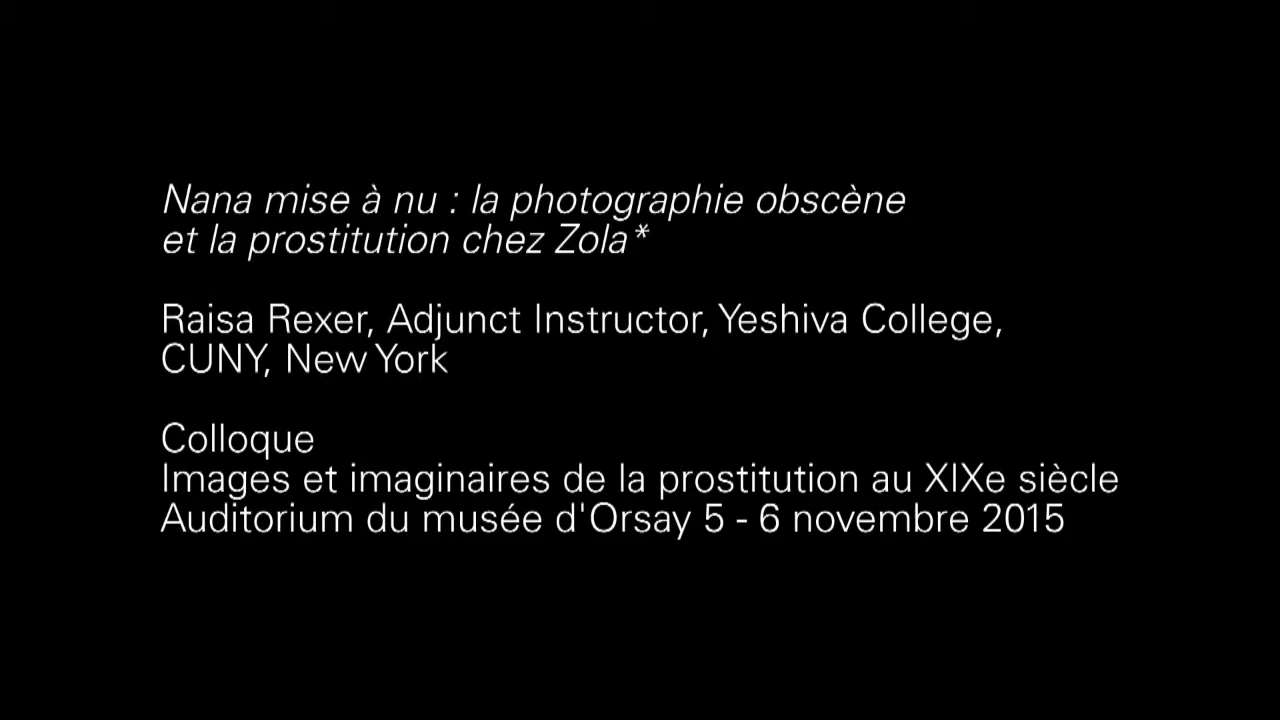 Nana mise à nu : la photographie obscène
et la prostitution chez Zola*
Raisa Rexer, Adjunct Instructor, Yeshiva College,
CUNY, New York
Colloque
Images et imaginaires de la prostitution au XIXe siècle
Auditorium du musée d'Orsay 5 - 6 novembre 2015